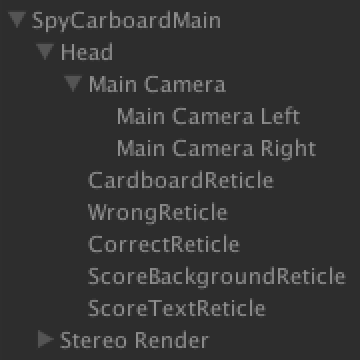 SpyCarboardMain
Head
Main Camera
Main Camera Left
Main Camera Right
CardboardReticle
WrongReticle
CorrectReticle
ScoreBackgroundReticle
ScoreTextReticle
Stereo Render